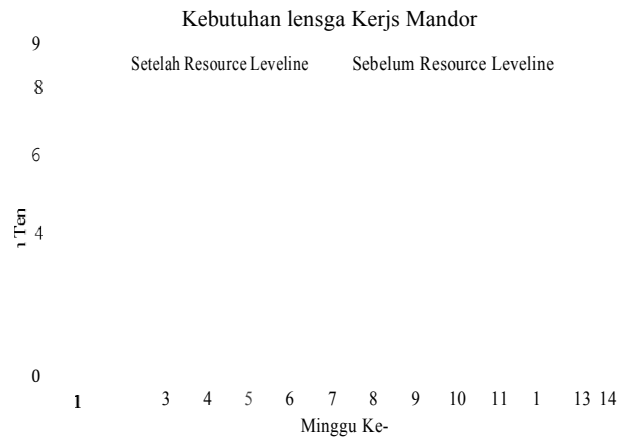 Kebutuhan lensga Kerjs Mandor
9
Setelah Resource Leveline Sebelum Resource Leveline
8
6
ı Ten
4
0
1 3 4 5 6 7 8 9 10 11 1 13 14
Minggu Ke-